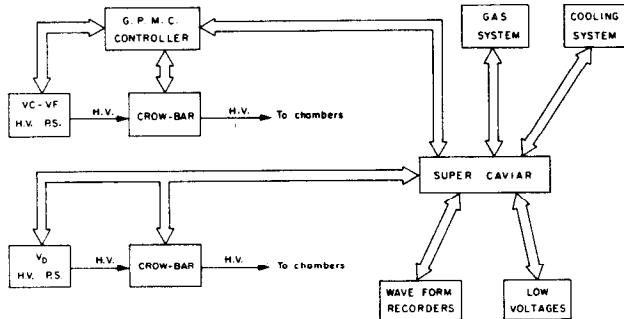 G. P. M. C.
CONTROLLER
GAS
SYSTEM
COOLING
SYSTEM
VC-VF
H.V. P.S.
H.V.
CROW-BAR
H.V.
To chambers
SUPER CAVIAR
VD
H.V. P.S.
H.V.
CROW-BAR
H.V.
To chambers
WAVE FORM
RECORDERS
LOW
VOLTAGES